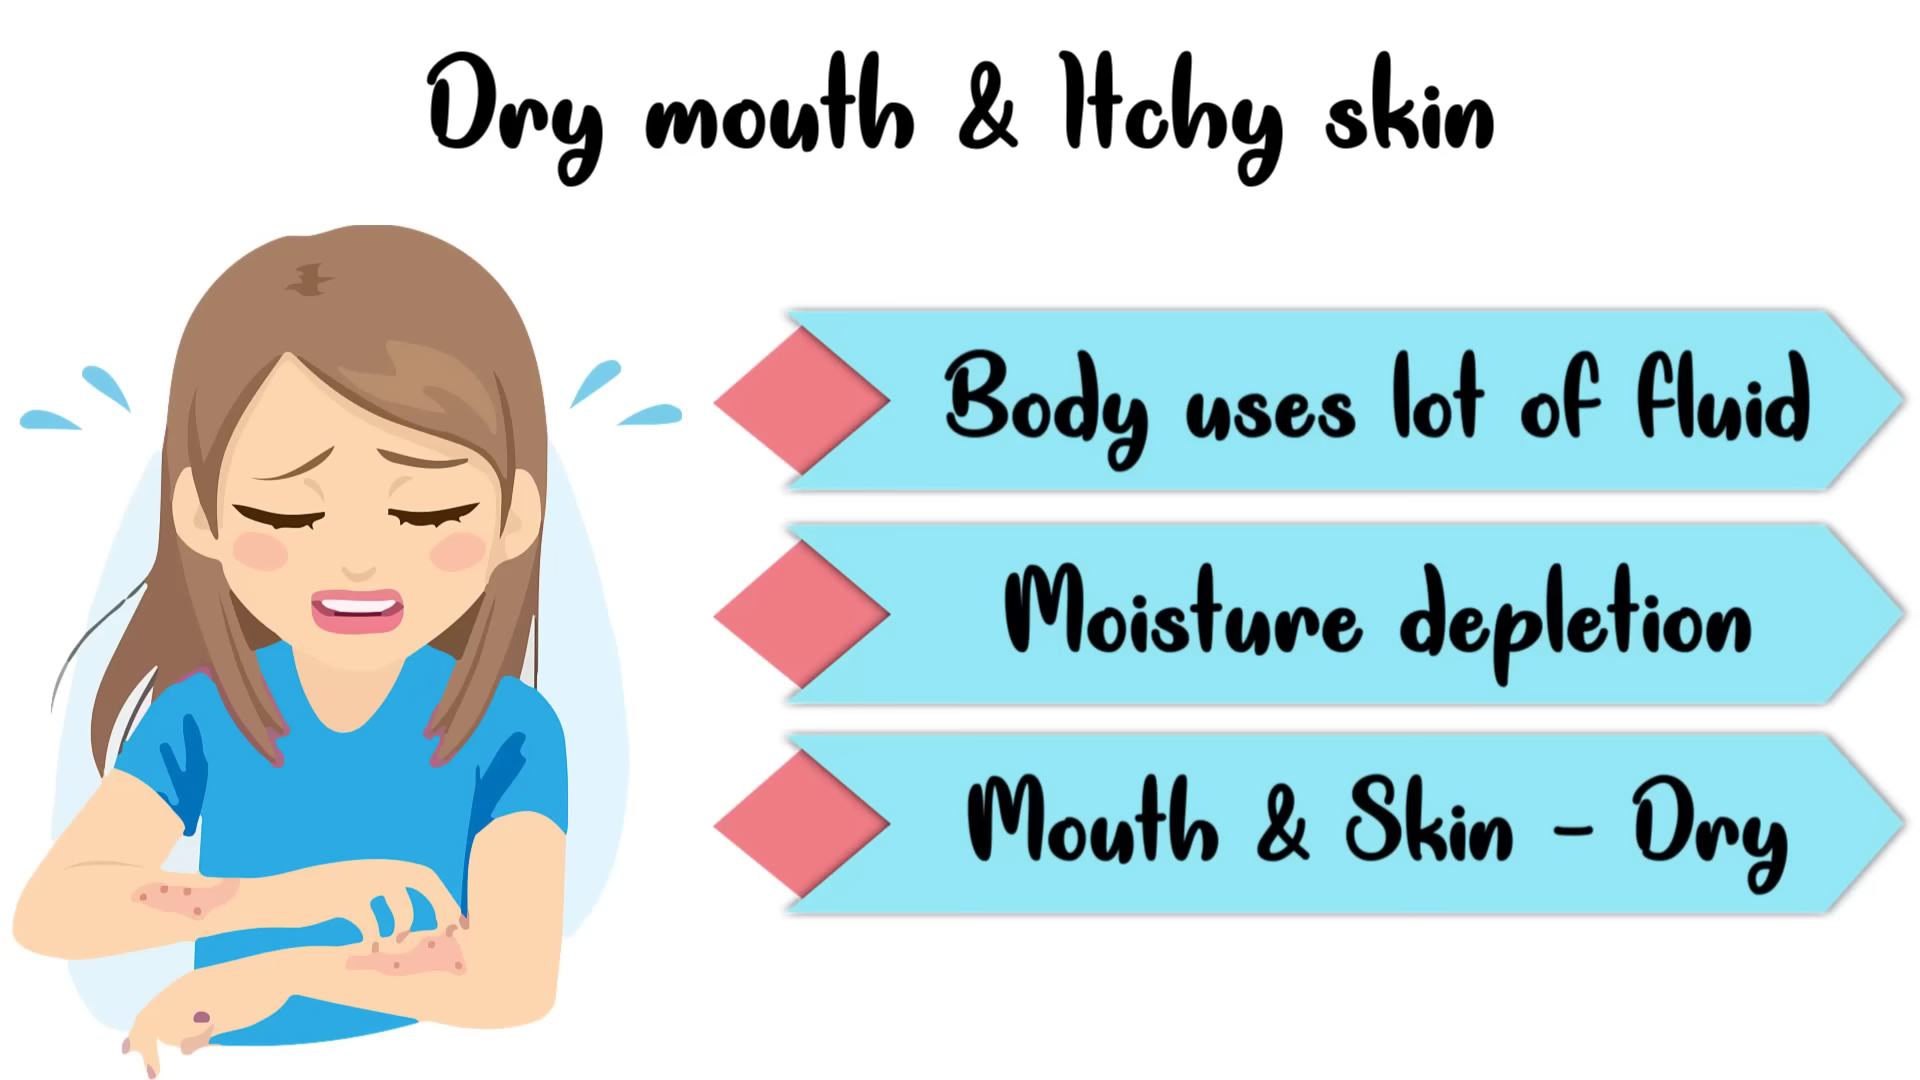 Dry mouth & Itchy skin
Body uses lot of fluid
Moisture depletion
Mouth & Skin - Dry